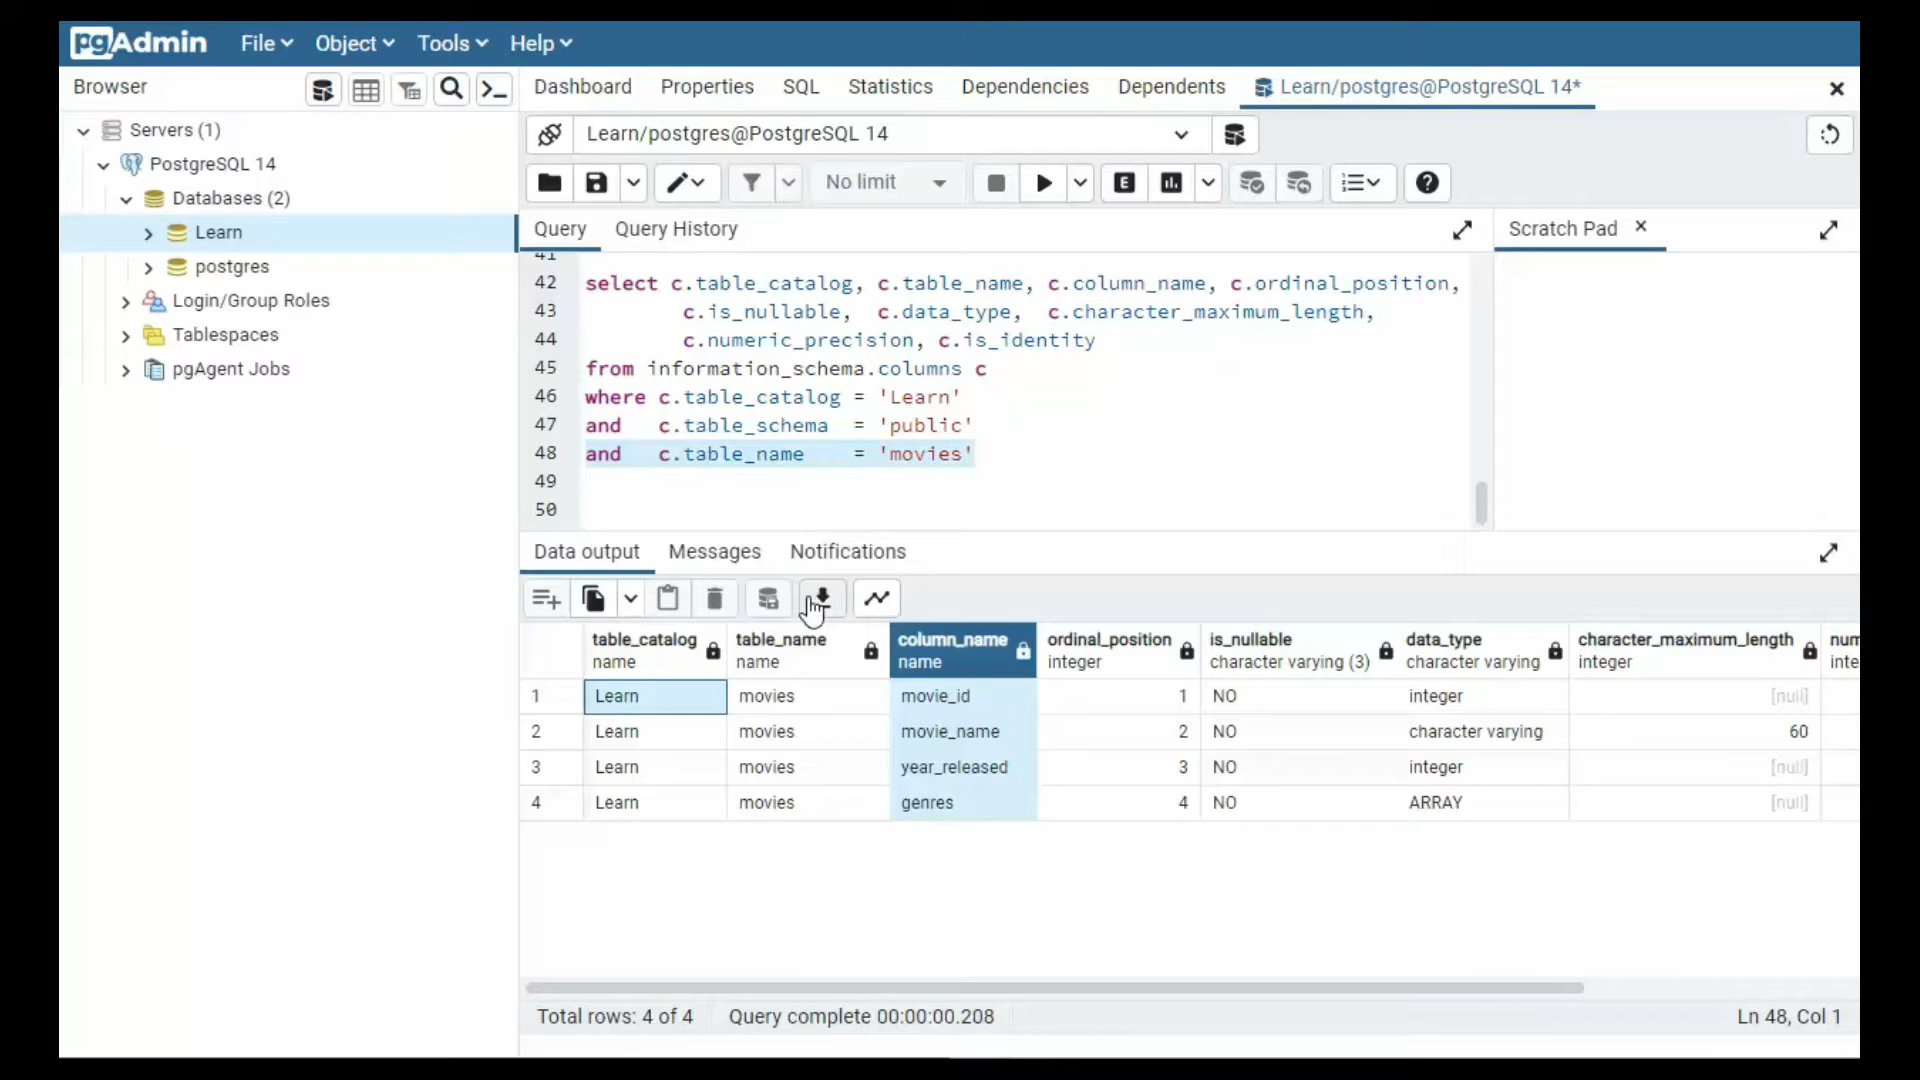 pgAdmin File Object Tools Help
Browser
Dashboard Properties SQL Statistics Dependencies Dependents Learn/postgres@PostgreSQL 14*
Servers (1)
PostgreSQL 14
Databases (2)
Learn
postgres
Login/Group Roles
Tablespaces
pgAgent Jobs
Learn/postgres@PostgreSQL 14
No limit
E
Query Query History
Scratch Pad
41
42 select c.table_catalog, c.table_name, c.column_name, c.ordinal_position,
43 c.is_nullable, c.data_type, c.character_maximum_length,
44 c.numeric_precision, c.is_identity
45 from information_schema.columns c
46 where c.table_catalog = 'Learn'
47 and c.table_schema = 'public'
48 and c.table_name = 'movies'
49
50
Data output Messages Notifications
table_catalog table_name column_name ordinal_position is_nullable data_type character_maximum_length num
name name name integer character varying (3) character varying integer inte
1 Learn movies movie_id 1 NO integer [null]
2 Learn movies movie_name 2 NO character varying 60
3 Learn movies year_released 3 NO integer [null]
4 Learn movies genres 4 NO ARRAY [null]
Total rows: 4 of 4 Query complete 00:00:00.208 Ln 48, Col 1